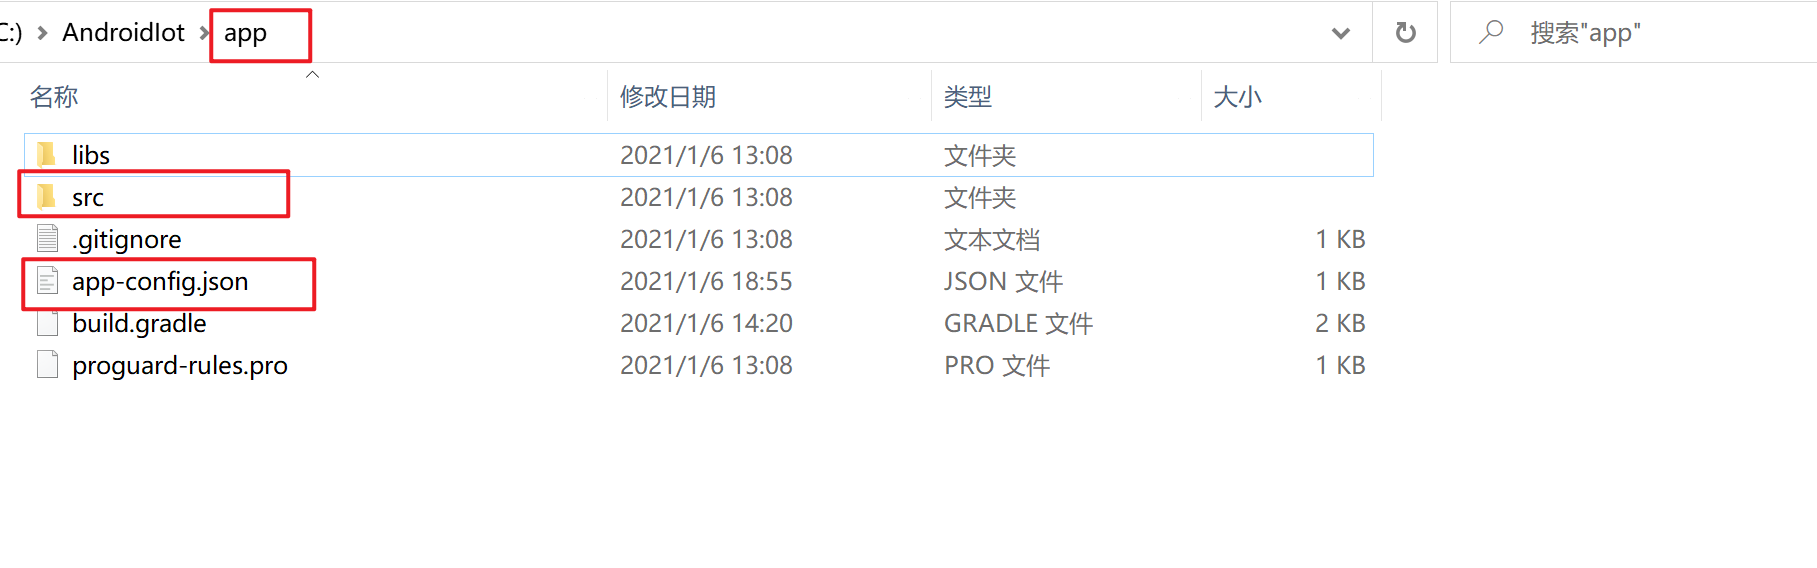 C:) AndroidIot app 搜索"app"
名称 修改日期 类型 大小
libs 2021/1/6 13:08 文件夹
src 2021/1/6 13:08 文件夹
.gitignore 2021/1/6 13:08 文本文档 1 KB
app-config.json 2021/1/6 18:55 JSON 文件 1 KB
build.gradle 2021/1/6 14:20 GRADLE 文件 2 KB
proguard-rules.pro 2021/1/6 13:08 PRO 文件 1 KB